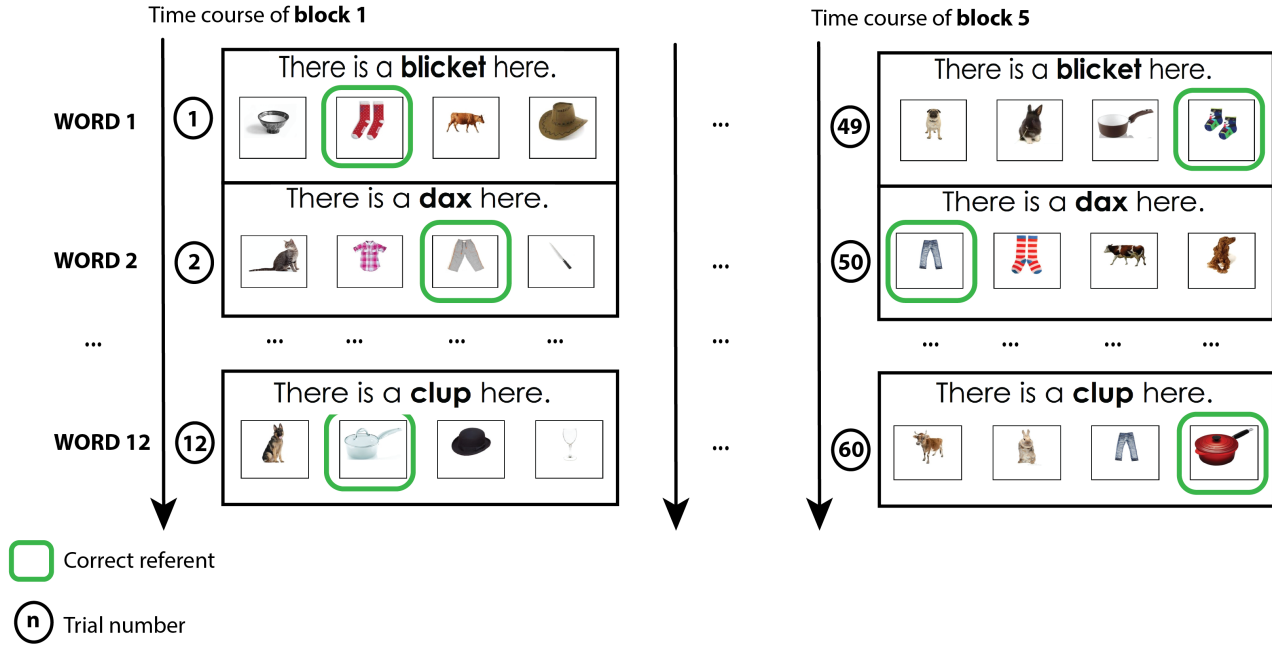 Time course of block 1
Time course of block 5
WORD 1
1
There is a blicket here.
...
49
There is a blicket here.
WORD 2
2
There is a dax here.
...
50
There is a dax here.
...
... ... ... ...
...
... ... ... ...
WORD 12
12
There is a clup here.
...
60
There is a clup here.
Correct referent
n
Trial number